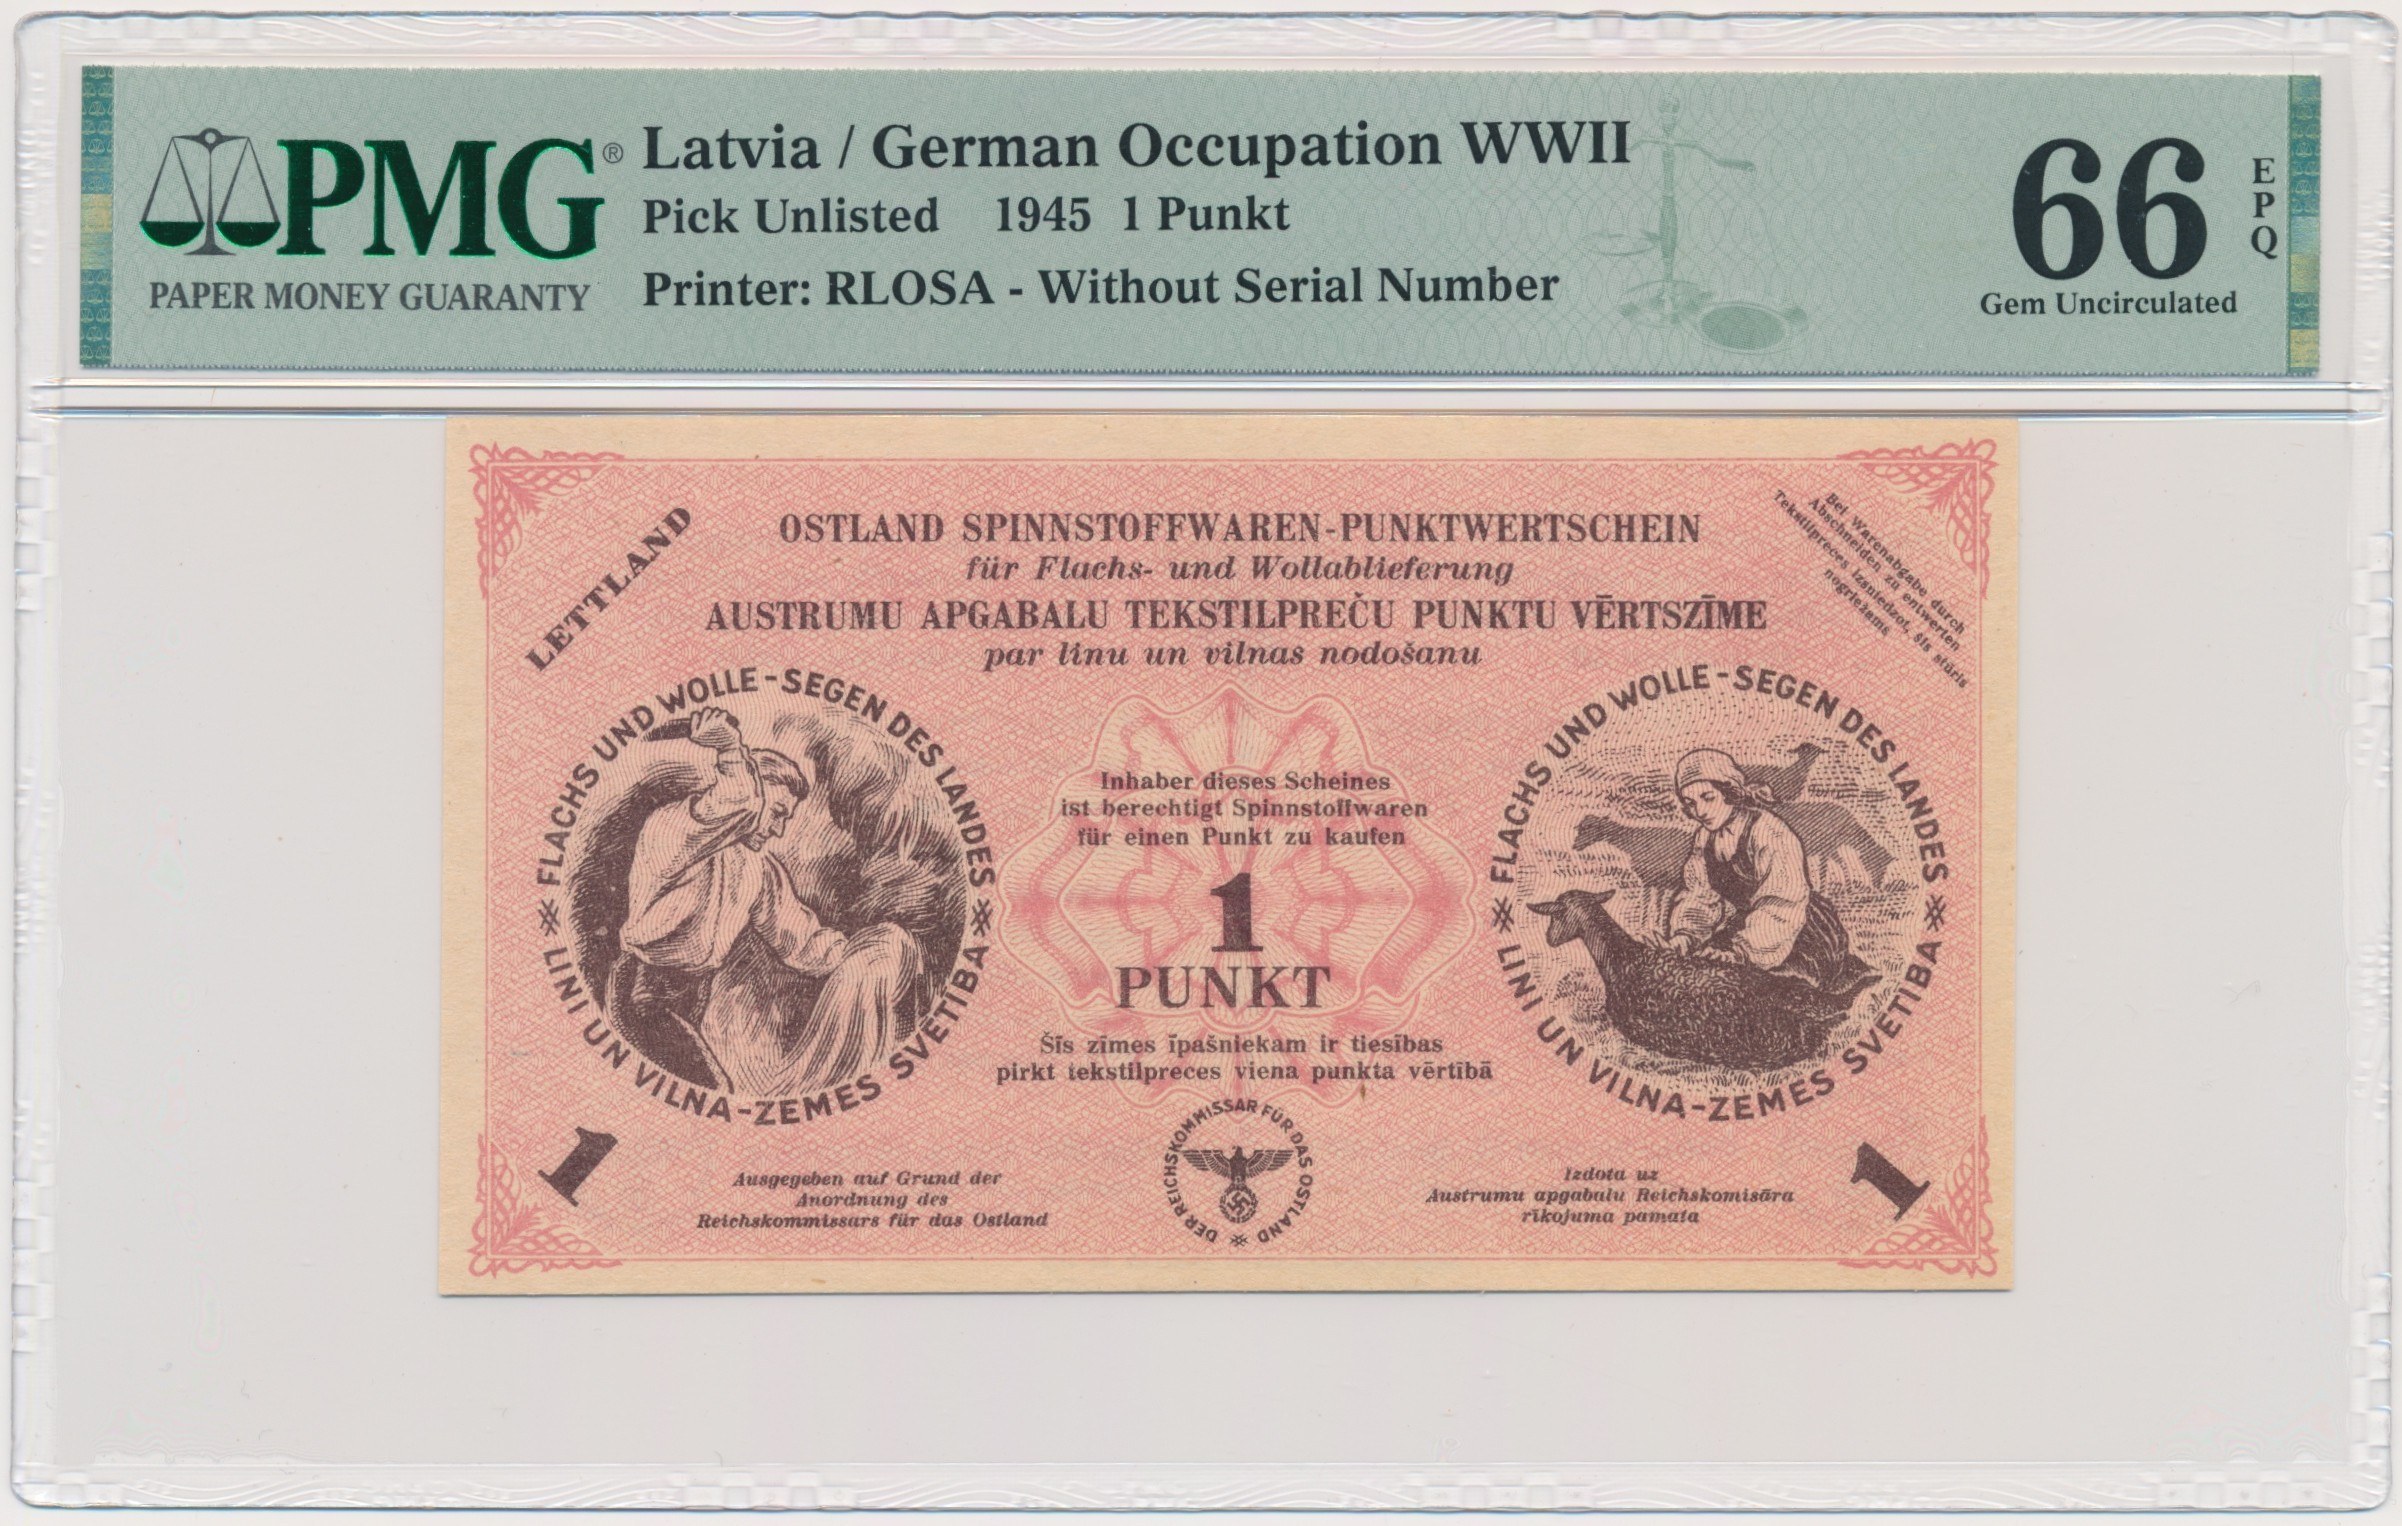 PMG®
PAPER MONEY GUARANTY
Latvia / German Occupation WWII
Pick Unlisted 1945 1 Punkt
Printer: RLOSA - Without Serial Number
66
EPQ
Gem Uncirculated
LETTLAND
OSTLAND SPINNSTOFFWAREN-PUNKTWERTSCHEIN
für Flachs- und Wollablieferung
AUSTRUMU APGABALU TEKSTILPREČU PUNKTU VĒRTSZĪME
par linu un vilnas nodošanu
Bei Warenabgabe durch
Abschneiden zu entwerten
Tekstilpreces izsniedzot, šis stūris
nogriežams
FLACHS UND WOLLE-SEGEN DES LANDES
LINI UN VILNA-ZEMES SVĒTĪBA
Inhaber dieses Scheines
ist berechtigt Spinnstoffwaren
für einen Punkt zu kaufen
1
PUNKT
Šīs zīmes īpašniekam ir tiesības
pirkt tekstilpreces viena punkta vērtībā
FLACHS UND WOLLE-SEGEN DES LANDES
LINI UN VILNA-ZEMES SVĒTĪBA
1
Ausgegeben auf Grund der
Anordnung des
Reichskommissars für das Ostland
DER REICHSKOMMISSAR FÜR DAS OSTLAND
Izdota uz
Austrumu apgabalu Reichskomisāra
rīkojuma pamata
1